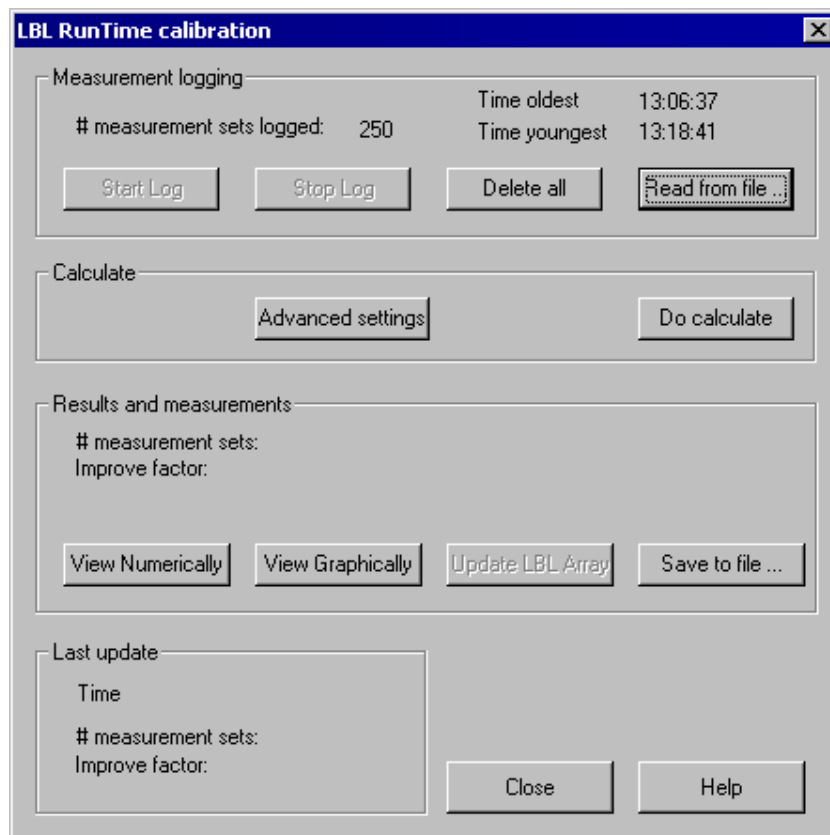 LBL RunTime calibration
Measurement logging
Time oldest 13:06:37
# measurement sets logged: 250
Time youngest 13:18:41
Start Log Stop Log Delete all Read from file ..
Calculate
Advanced settings Do calculate
Results and measurements
# measurement sets:
Improve factor:
View Numerically View Graphically Update LBL Array Save to file ...
Last update
Time
# measurement sets:
Improve factor:
Close Help